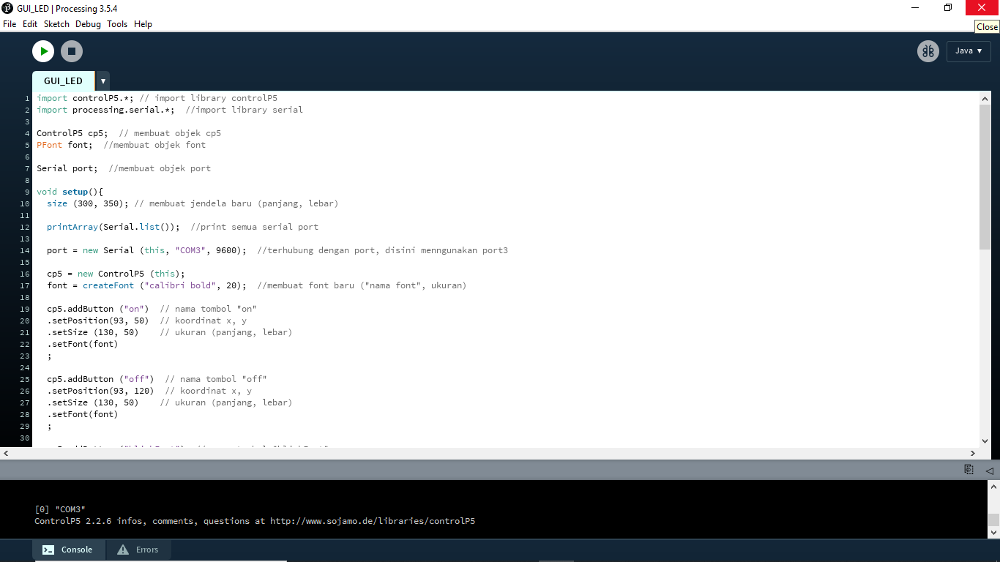 GUI_LED | Processing 3.5.4
File Edit Sketch Debug Tools Help
Close
Java ▼
GUI_LED ▼
1 import controlP5.*; // import library controlP5
2 import processing.serial.*;  //import library serial
3
4 ControlP5 cp5;  // membuat objek cp5
5 PFont font;  //membuat objek font
6
7 Serial port;  //membuat objek port
8
9 void setup(){
10   size (300, 350); // membuat jendela baru (panjang, lebar)
11
12   printArray(Serial.list());  //print semua serial port
13
14   port = new Serial (this, "COM3", 9600);  //terhubung dengan port, disini menngunakan port3
15
16   cp5 = new ControlP5 (this);
17   font = createFont ("calibri bold", 20);  //membuat font baru ("nama font", ukuran)
18
19   cp5.addButton ("on")  // nama tombol "on"
20   .setPosition(93, 50)  // koordinat x, y
21   .setSize (130, 50)    // ukuran (panjang, lebar)
22   .setFont(font)
23   ;
24
25   cp5.addButton ("off")  // nama tombol "off"
26   .setPosition(93, 120)  // koordinat x, y
27   .setSize (130, 50)    // ukuran (panjang, lebar)
28   .setFont(font)
29   ;
30
[0] "COM3"
ControlP5 2.2.6 infos, comments, questions at http://www.sojamo.de/libraries/controlP5
Console Errors